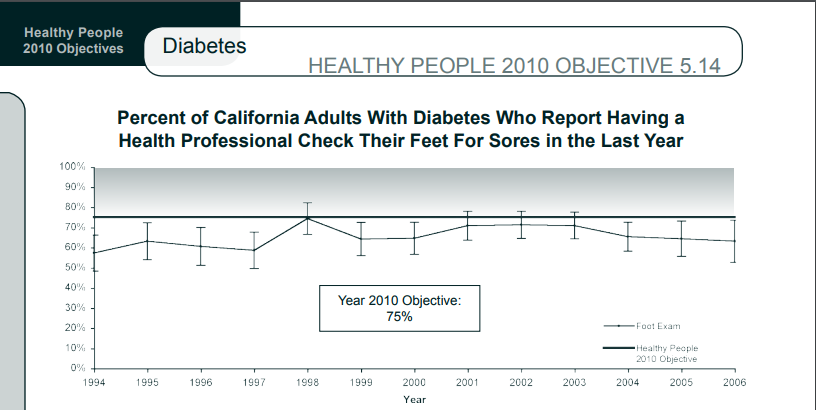 Healthy People
2010 Objectives
Diabetes
HEALTHY PEOPLE 2010 OBJECTIVE 5.14
Percent of California Adults With Diabetes Who Report Having a
Health Professional Check Their Feet For Sores in the Last Year
100%
90%
80%
70%
60%
50%
40%
30%
20%
10%
0%
Year 2010 Objective:
75%
Foot Exam
Healthy People
2010 Objective
1994 1995 1996 1997 1998 1999 2000 2001 2002 2003 2004 2005 2006
Year